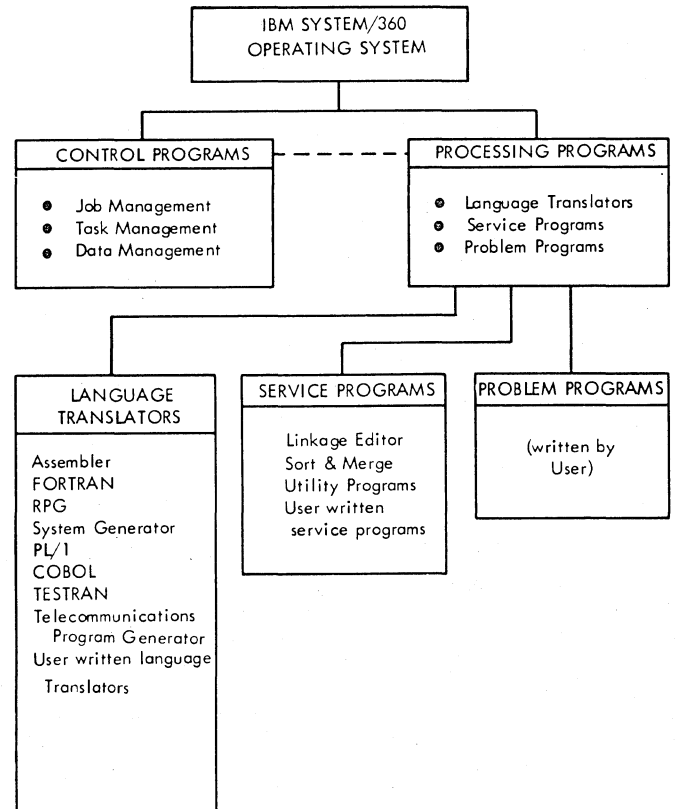 IBM SYSTEM/360
OPERATING SYSTEM
CONTROL PROGRAMS
Job Management
Task Management
Data Management
PROCESSING PROGRAMS
Language Translators
Service Programs
Problem Programs
LANGUAGE
TRANSLATORS
Assembler
FORTRAN
RPG
System Generator
PL/1
COBOL
TESTRAN
Telecommunications
Program Generator
User written language
Translators
SERVICE PROGRAMS
Linkage Editor
Sort & Merge
Utility Programs
User written
service programs
PROBLEM PROGRAMS
(written by
User)